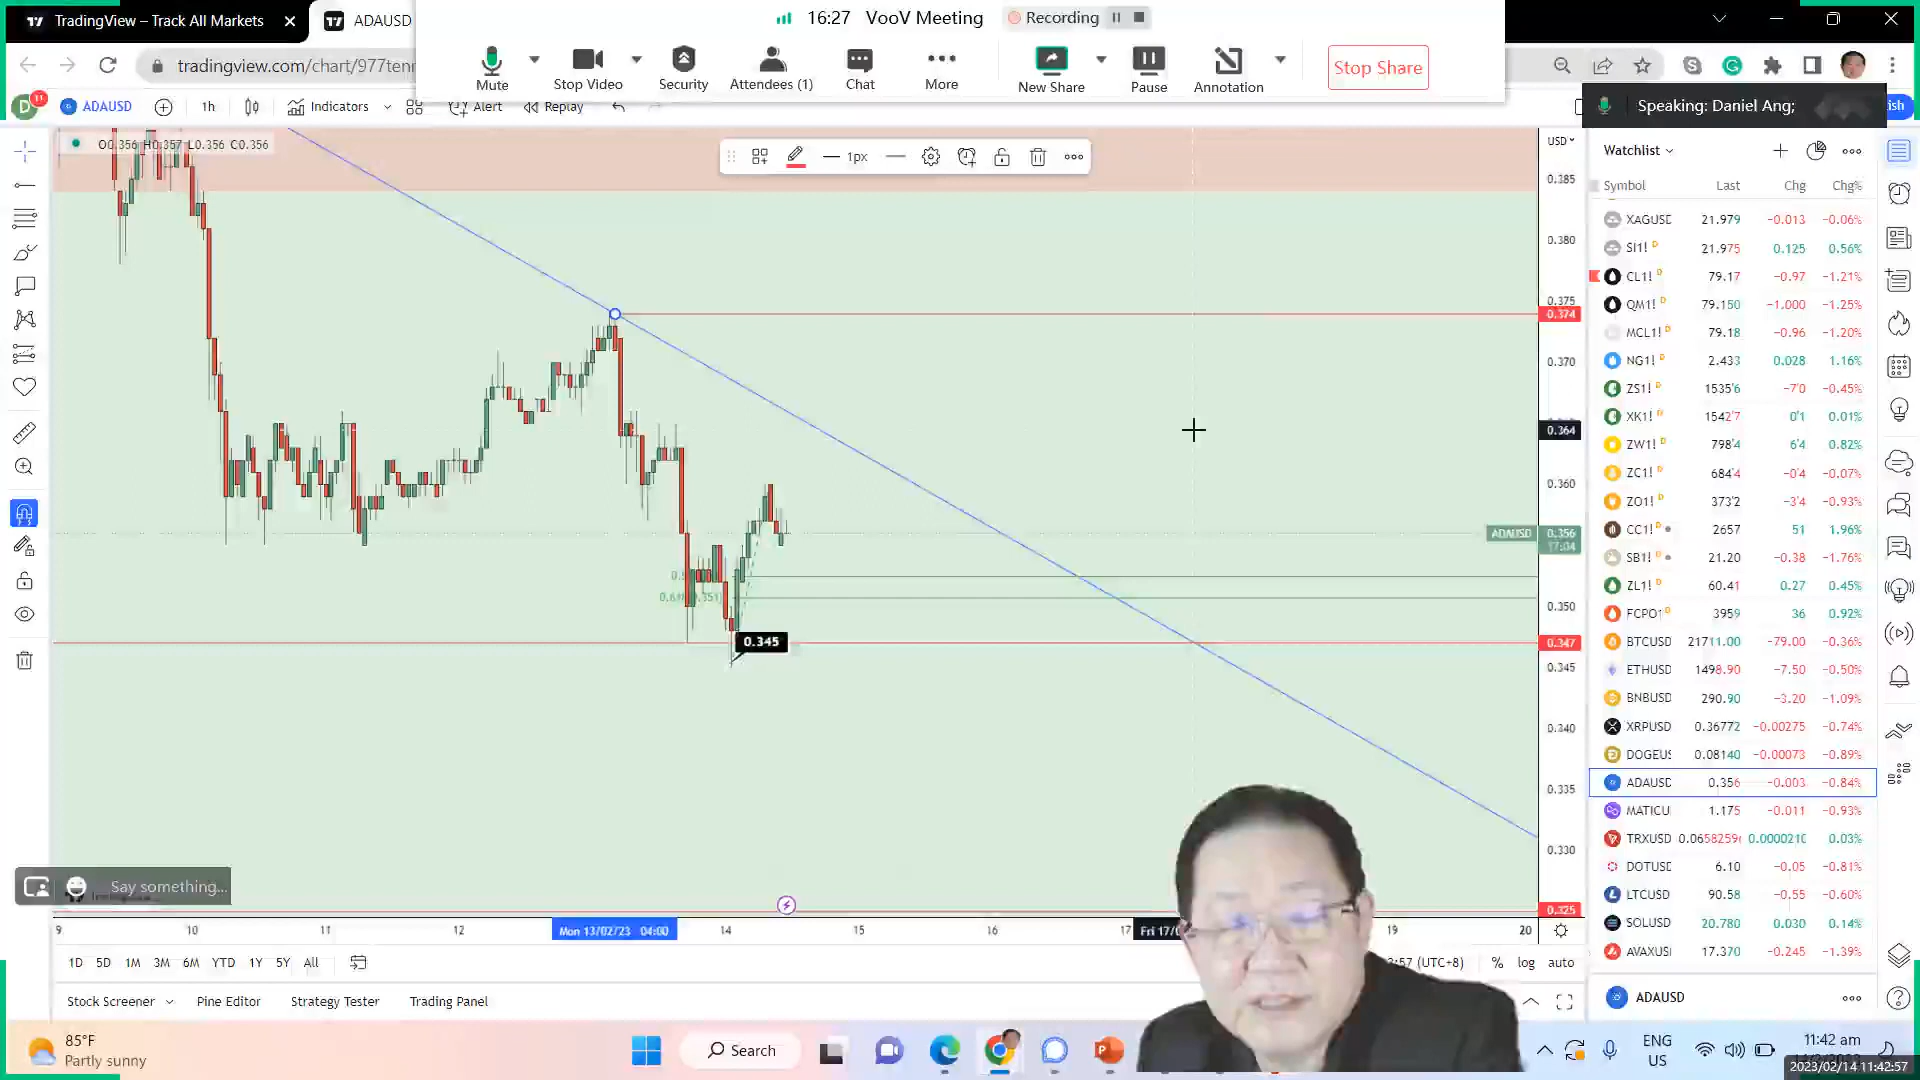 TradingView – Track All Markets
ADAUSD
16:27 VooV Meeting Recording
tradingview.com/chart/977tenr
Mute
Stop Video
Security
Attendees (1)
Chat
More
New Share
Pause
Annotation
Stop Share
D 11
ADAUSD
1h
Indicators
Alert
Replay
Speaking: Daniel Ang;
ish
O0.356 H0.357 L0.356 C0.356
1px
USD
0.385
0.380
0.375
0.374
0.370
0.364
0.360
ADAUSD 0.356
17:04
0.350
0.347
0.345
0.345
0.340
0.335
0.330
0.325
Watchlist
Symbol Last Chg Chg%
XAGUSD 21.979 −0.013 −0.06%
SI1! D 21.975 0.125 0.56%
CL1! D 79.17 −0.97 −1.21%
QM1! D 79.150 −1.000 −1.25%
MCL1! D 79.18 −0.96 −1.20%
NG1! D 2.433 0.028 1.16%
ZS1! D 1535'6 −7'0 −0.45%
XK1! D 1542'7 0'1 0.01%
ZW1! D 798'4 6'4 0.82%
ZC1! D 684'4 −0'4 −0.07%
ZO1! D 373'2 −3'4 −0.93%
CC1! D 2657 51 1.96%
SB1! D 21.20 −0.38 −1.76%
ZL1! D 60.41 0.27 0.45%
FCPO1 D 3959 36 0.92%
BTCUSD 21711.00 −79.00 −0.36%
ETHUSD 1498.90 −7.50 −0.50%
BNBUSD 290.90 −3.20 −1.09%
XRPUSD 0.36772 −0.00275 −0.74%
DOGEUS 0.08140 −0.00073 −0.89%
ADAUSD 0.356 −0.003 −0.84%
MATICU 1.175 −0.011 −0.93%
TRXUSD 0.0658259 0.0000210 0.03%
DOTUSD 6.10 −0.05 −0.81%
LTCUSD 90.58 −0.55 −0.60%
SOLUSD 20.780 0.030 0.14%
AVAXUSI 17.370 −0.245 −1.39%
Say something...
9 10 11 12 Mon 13/02/23 04:00 14 15 16 17 Fri 17/0 19 20
1D 5D 1M 3M 6M YTD 1Y 5Y All
:57 (UTC+8) % log auto
Stock Screener Pine Editor Strategy Tester Trading Panel
ADAUSD
85°F
Partly sunny
Search
ENG
US
11:42 am
2023/02/14 11:42:57